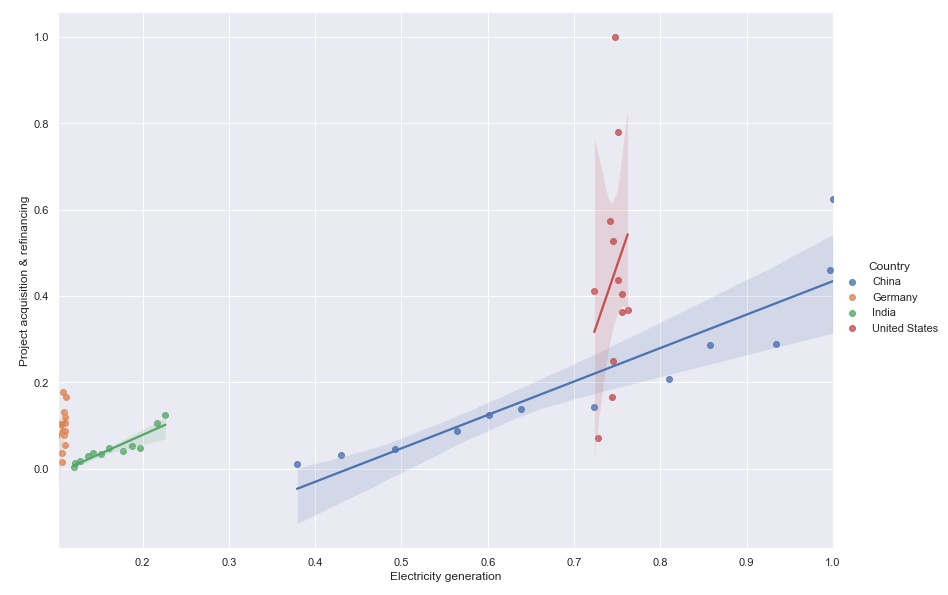 1.0
0.8
0.6
0.4
0.2
0.0
Project acquisition & refinancing
0.2 0.3 0.4 0.5 0.6 0.7 0.8 0.9 1.0
Electricity generation
Country
China
Germany
India
United States